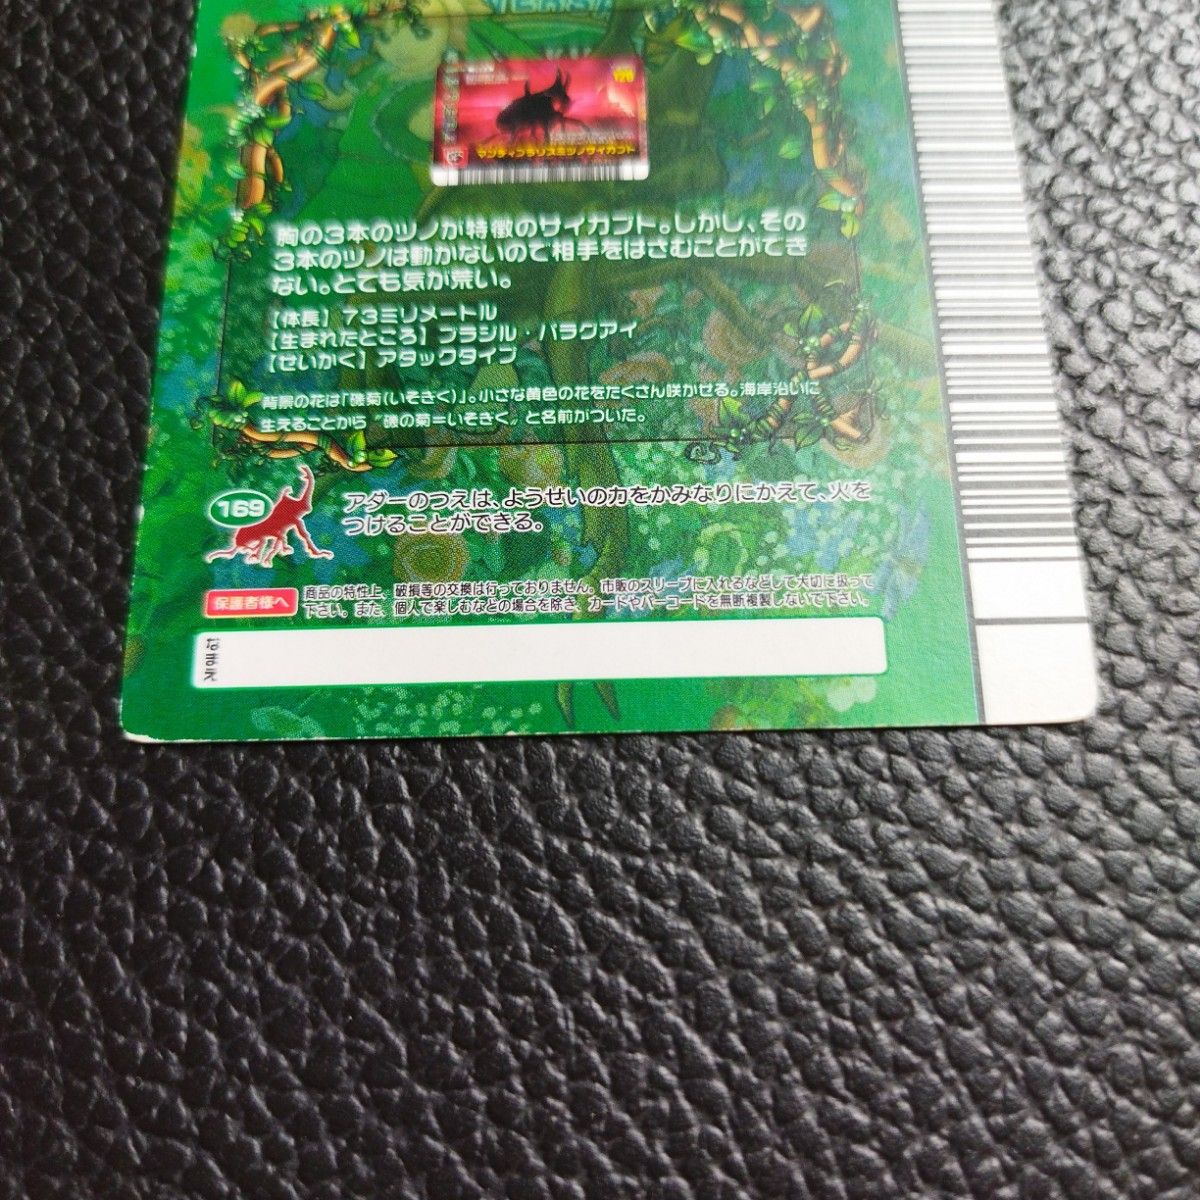 マンディブラリスミツノサイカブト
胸の3本のツノが特徴のサイカブト。しかし、その
3本のツノは動かないので相手をはさむことができ
ない。とても気が荒い。
【体長】73ミリメートル
【生まれたところ】ブラジル・パラグアイ
【せいかく】アタックタイプ
背景の花は「磯菊(いそぎく)」。小さな黄色の花をたくさん咲かせる。海岸沿いに
生えることから〝磯の菊=いそぎく〟と名前がついた。
169
アダーのつえは、ようせいの力をかみなりにかえて、火を
つけることができる。
保護者様へ
商品の特性上、破損等の交換は行っておりません。市販のスリーブに入れるなどして大切に扱って
下さい。また、個人で楽しむなどの場合を除き、カードやバーコードを無断複製しないで下さい。